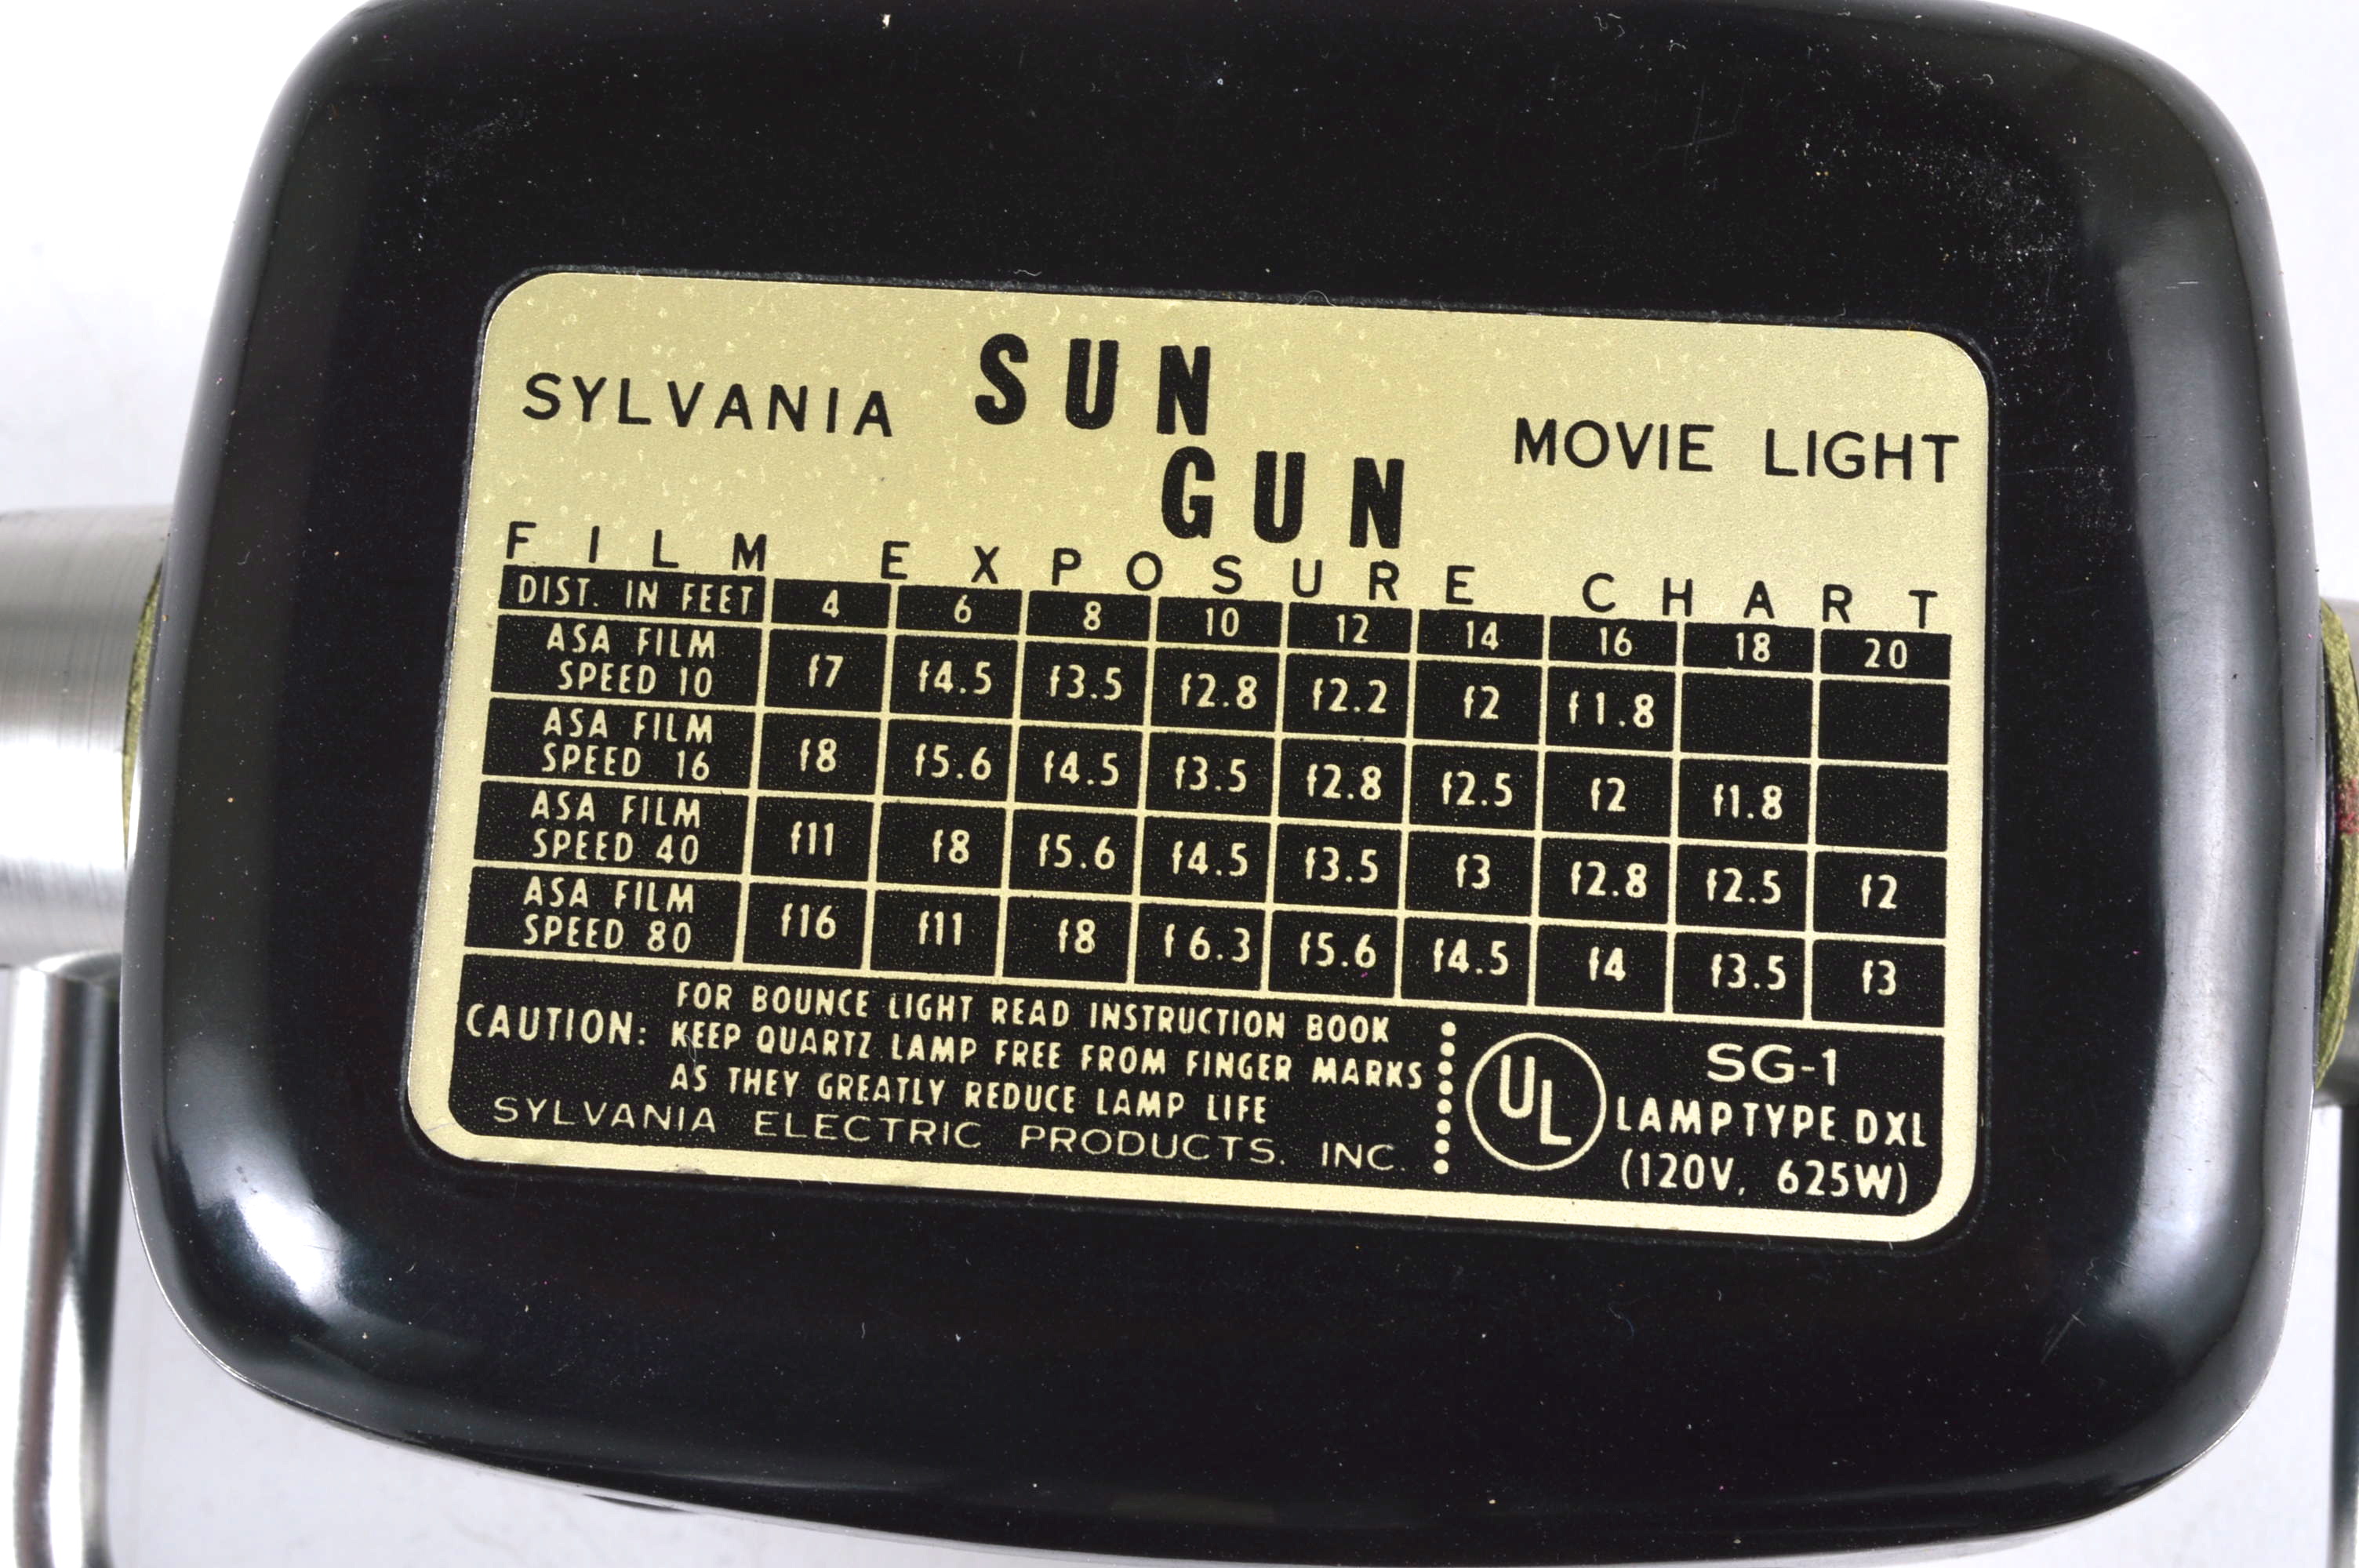 SYLVANIA SUN GUN MOVIE LIGHT
FILM EXPOSURE CHART
DIST. IN FEET 4 6 8 10 12 14 16 18 20
ASA FILM SPEED 10 f7 f4.5 f3.5 f2.8 f2.2 f2 f1.8
ASA FILM SPEED 16 f8 f5.6 f4.5 f3.5 f2.8 f2.5 f2 f1.8
ASA FILM SPEED 40 f11 f8 f5.6 f4.5 f3.5 f3 f2.8 f2.5 f2
ASA FILM SPEED 80 f16 f11 f8 f6.3 f5.6 f4.5 f4 f3.5 f3
FOR BOUNCE LIGHT READ INSTRUCTION BOOK
CAUTION: KEEP QUARTZ LAMP FREE FROM FINGER MARKS
AS THEY GREATLY REDUCE LAMP LIFE
SYLVANIA ELECTRIC PRODUCTS. INC.
UL
SG-1
LAMP TYPE DXL
(120V, 625W)